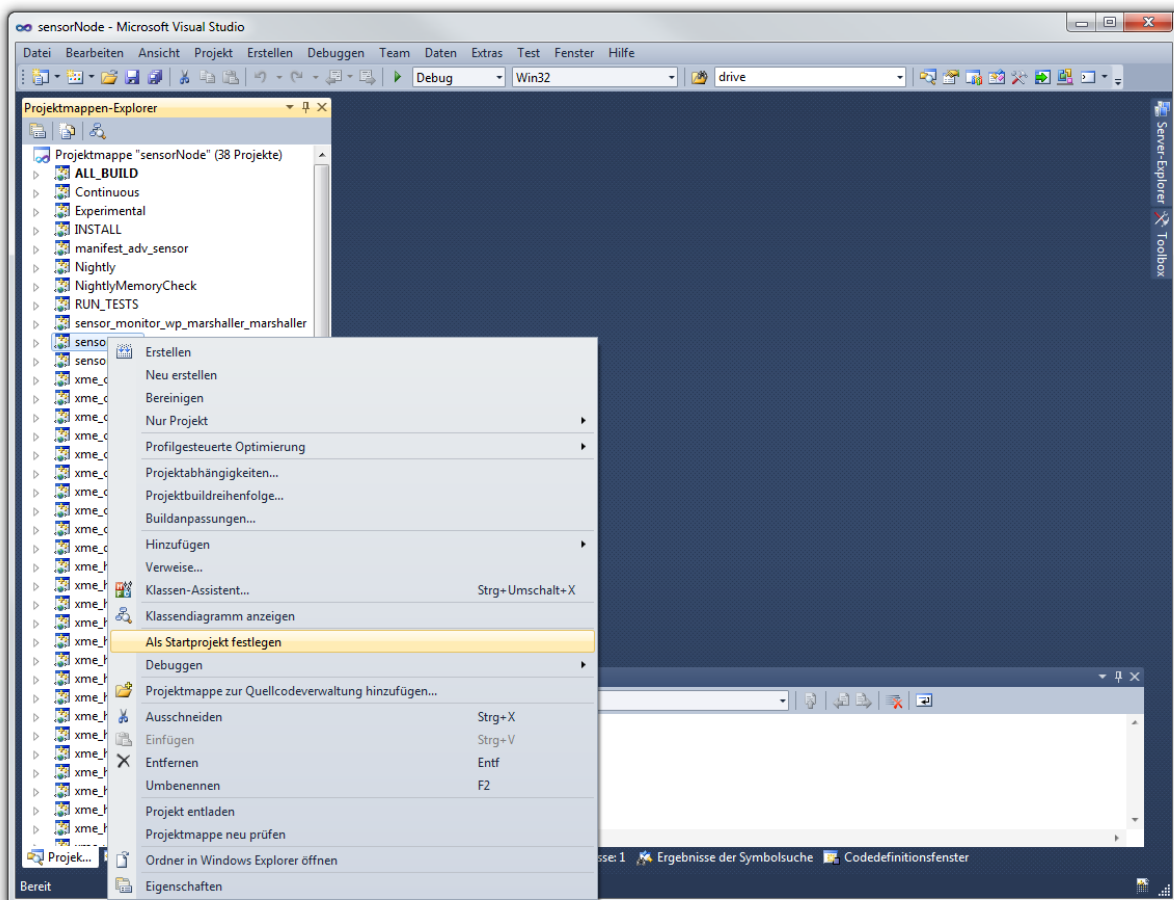 sensorNode - Microsoft Visual Studio
Datei Bearbeiten Ansicht Projekt Erstellen Debuggen Team Daten Extras Test Fenster Hilfe
Debug Win32 drive
Projektmappen-Explorer
Projektmappe "sensorNode" (38 Projekte)
ALL_BUILD
Continuous
Experimental
INSTALL
manifest_adv_sensor
Nightly
NightlyMemoryCheck
RUN_TESTS
sensor_monitor_wp_marshaller_marshaller
Erstellen
Neu erstellen
Bereinigen
Nur Projekt
Profilgesteuerte Optimierung
Projektabhängigkeiten...
Projektbuildreihenfolge...
Buildanpassungen...
Hinzufügen
Verweise...
Klassen-Assistent... Strg+Umschalt+X
Klassendiagramm anzeigen
Als Startprojekt festlegen
Debuggen
Projektmappe zur Quellcodeverwaltung hinzufügen...
Ausschneiden Strg+X
Einfügen Strg+V
Entfernen Entf
Umbenennen F2
Projekt entladen
Projektmappe neu prüfen
Ordner in Windows Explorer öffnen
Eigenschaften
Server-Explorer
Toolbox
Projek...
sse: 1 Ergebnisse der Symbolsuche Codedefinitionsfenster
Bereit